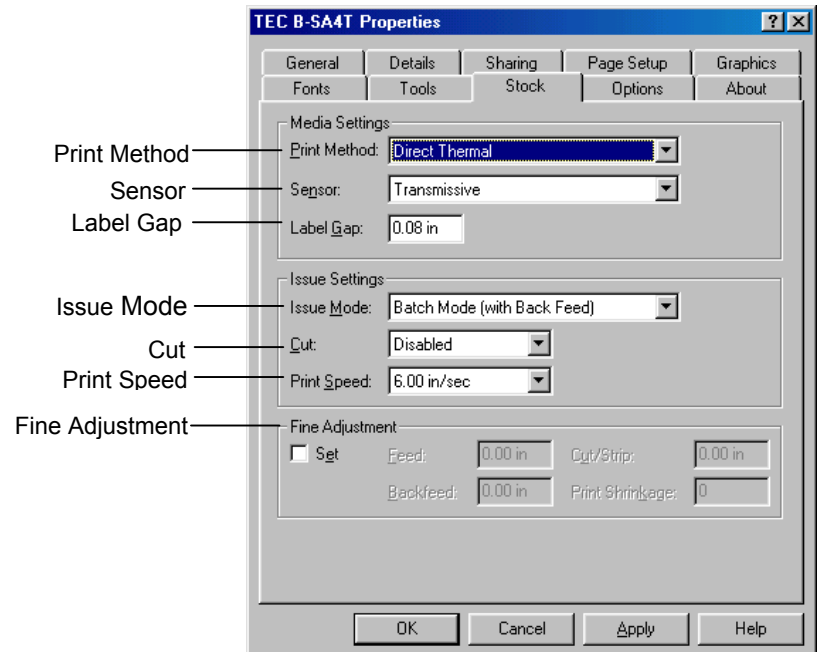 TEC B-SA4T Properties
General Details Sharing Page Setup Graphics
Fonts Tools Stock Options About
Media Settings
Print Method Print Method: Direct Thermal
Sensor Sensor: Transmissive
Label Gap Label Gap: 0.08 in
Issue Settings
Issue Mode Issue Mode: Batch Mode (with Back Feed)
Cut Cut: Disabled
Print Speed Print Speed: 6.00 in/sec
Fine Adjustment Fine Adjustment
Set Feed: 0.00 in Cut/Strip: 0.00 in
Backfeed: 0.00 in Print Shrinkage: 0
OK Cancel Apply Help